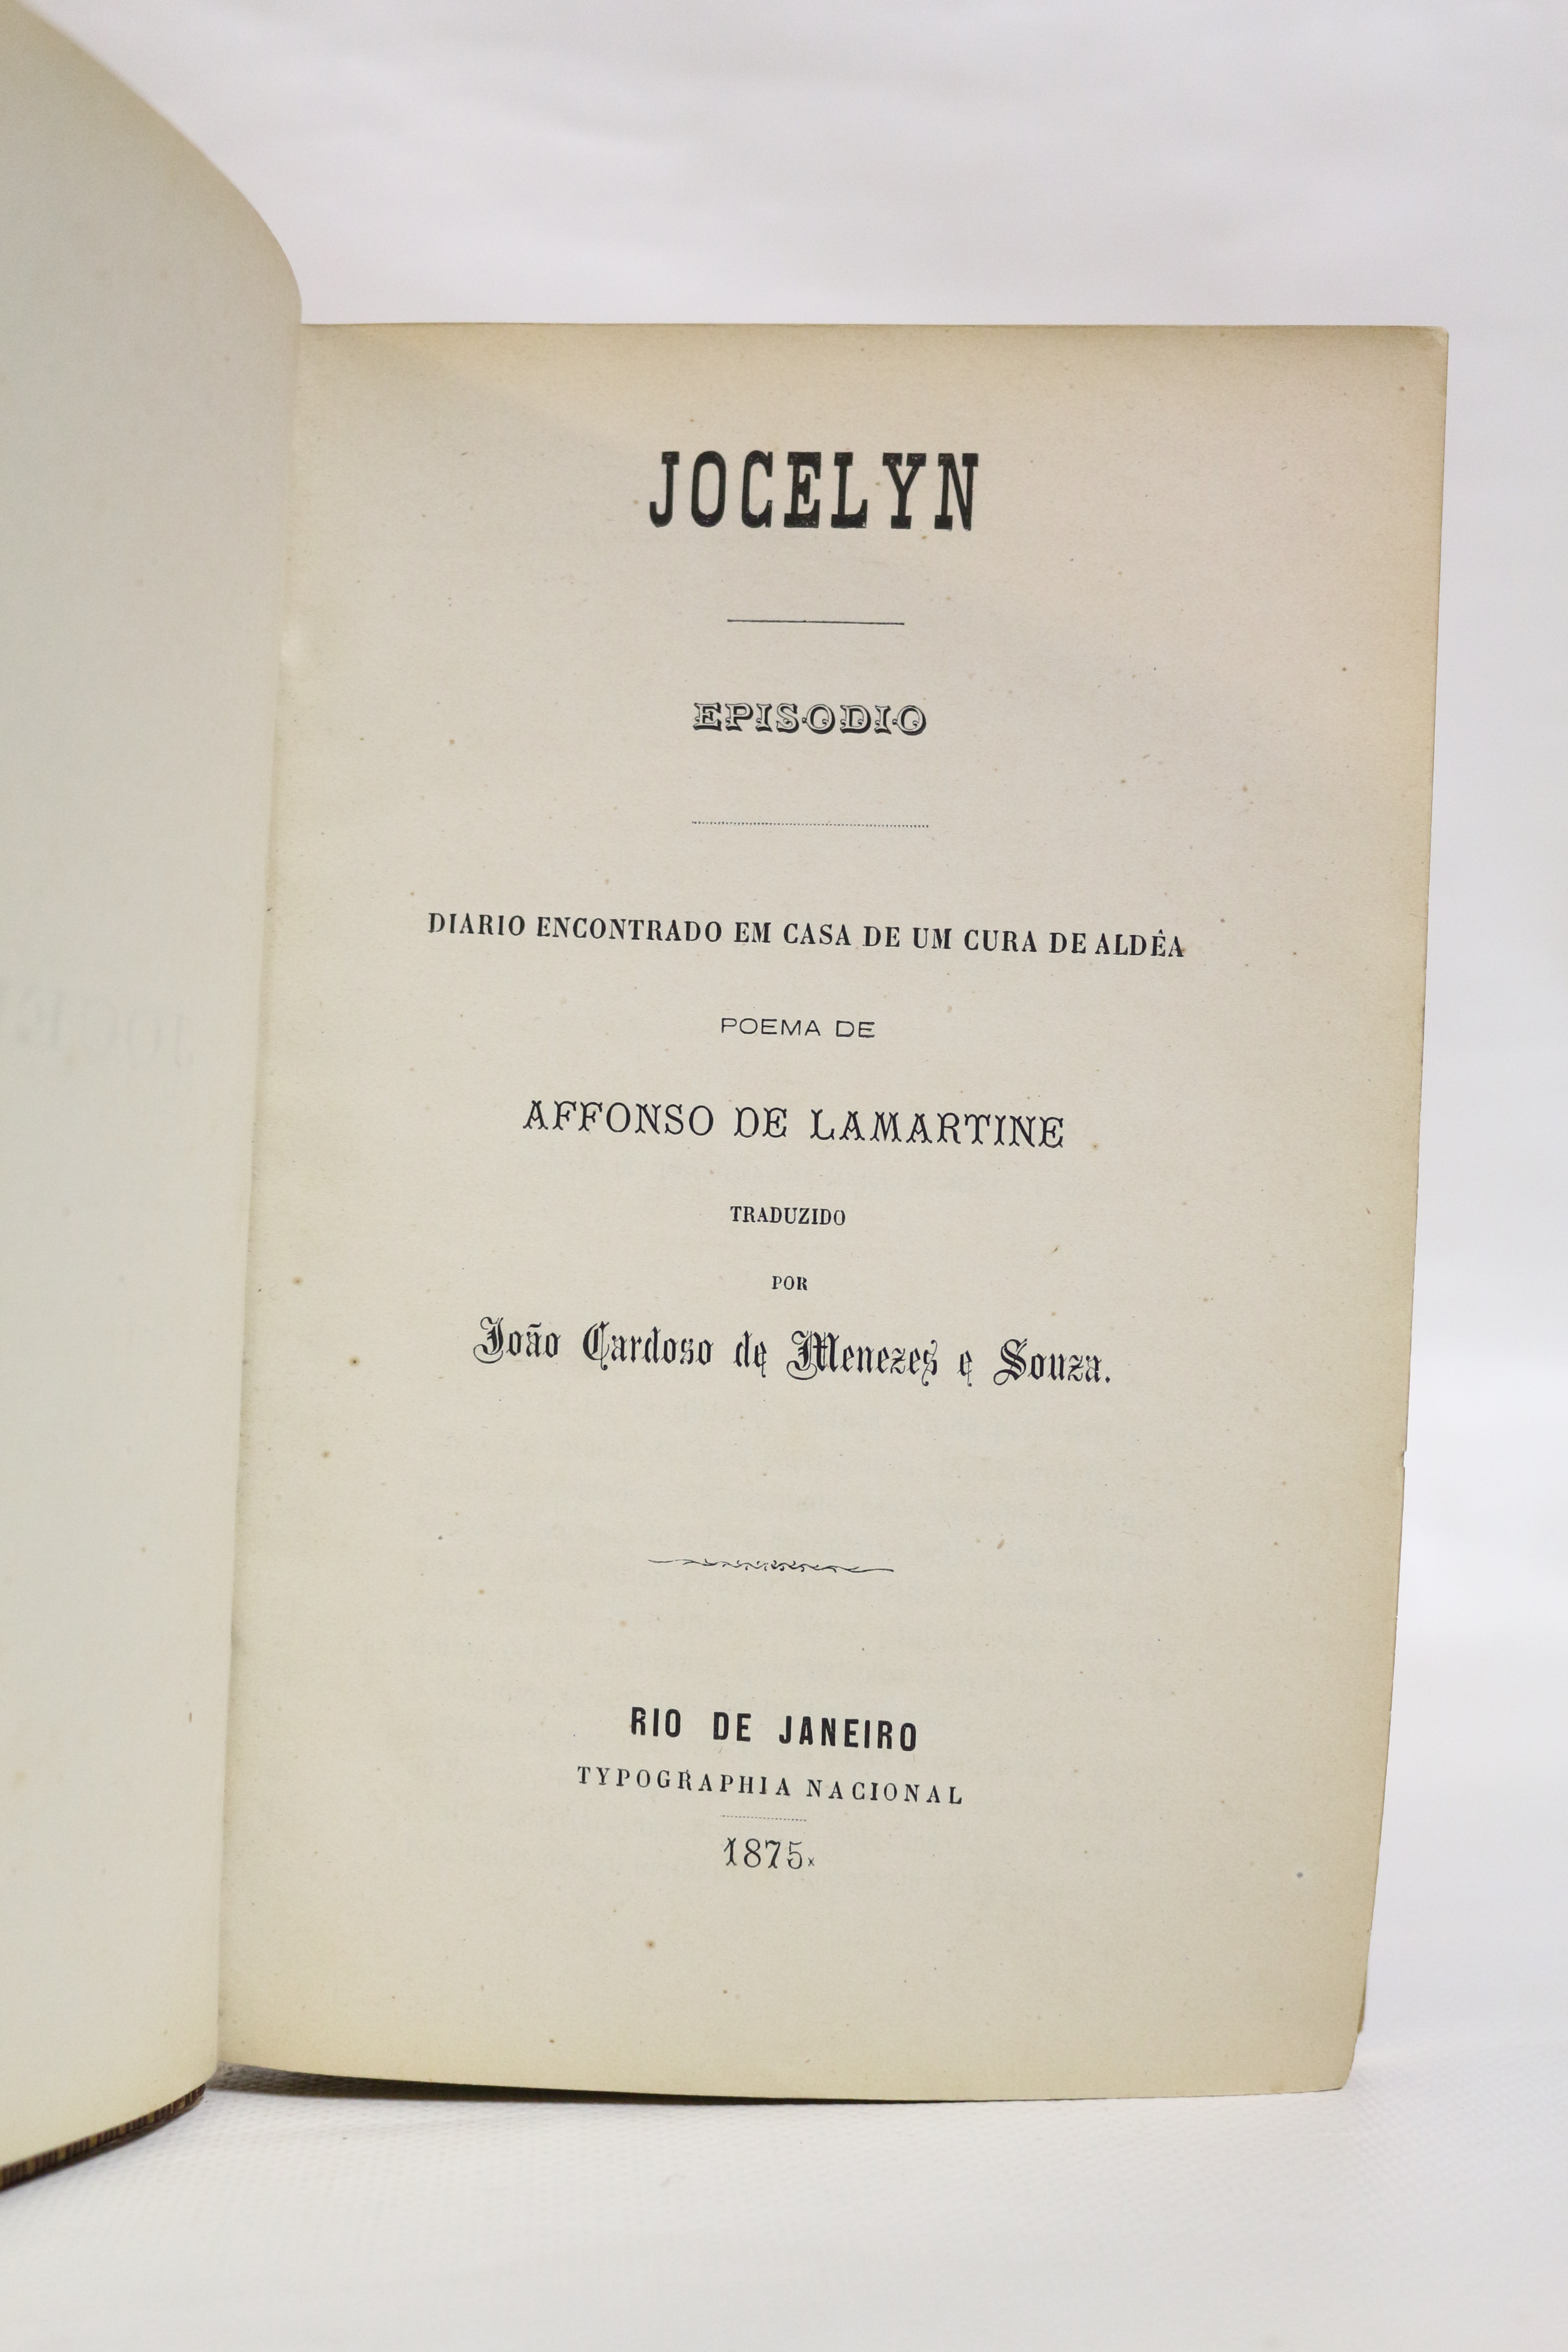 JOCELYN
EPISODIO
DIARIO ENCONTRADO EM CASA DE UM CURA DE ALDÊA
POEMA DE
AFFONSO DE LAMARTINE
TRADUZIDO
POR
João Cardoso de Menezes e Souza.
RIO DE JANEIRO
TYPOGRAPHIA NACIONAL
1875